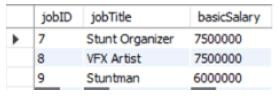 jobID jobTitle basicSalary
7 Stunt Organizer 7500000
8 VFX Artist 7500000
9 Stuntman 6000000